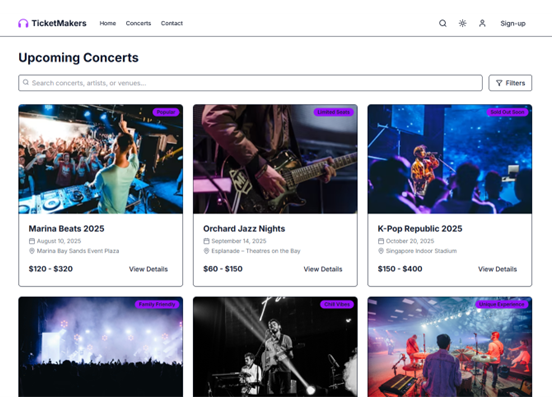 TicketMakers Home Concerts Contact Sign-up
Upcoming Concerts
Search concerts, artists, or venues... Filters
Popular Limited Seats Sold Out Soon
Marina Beats 2025
August 10, 2025
Marina Bay Sands Event Plaza
$120 - $320 View Details
Orchard Jazz Nights
September 14, 2025
Esplanade – Theatres on the Bay
$60 - $150 View Details
K-Pop Republic 2025
October 20, 2025
Singapore Indoor Stadium
$150 - $400 View Details
Family Friendly Chill Vibes Unique Experience